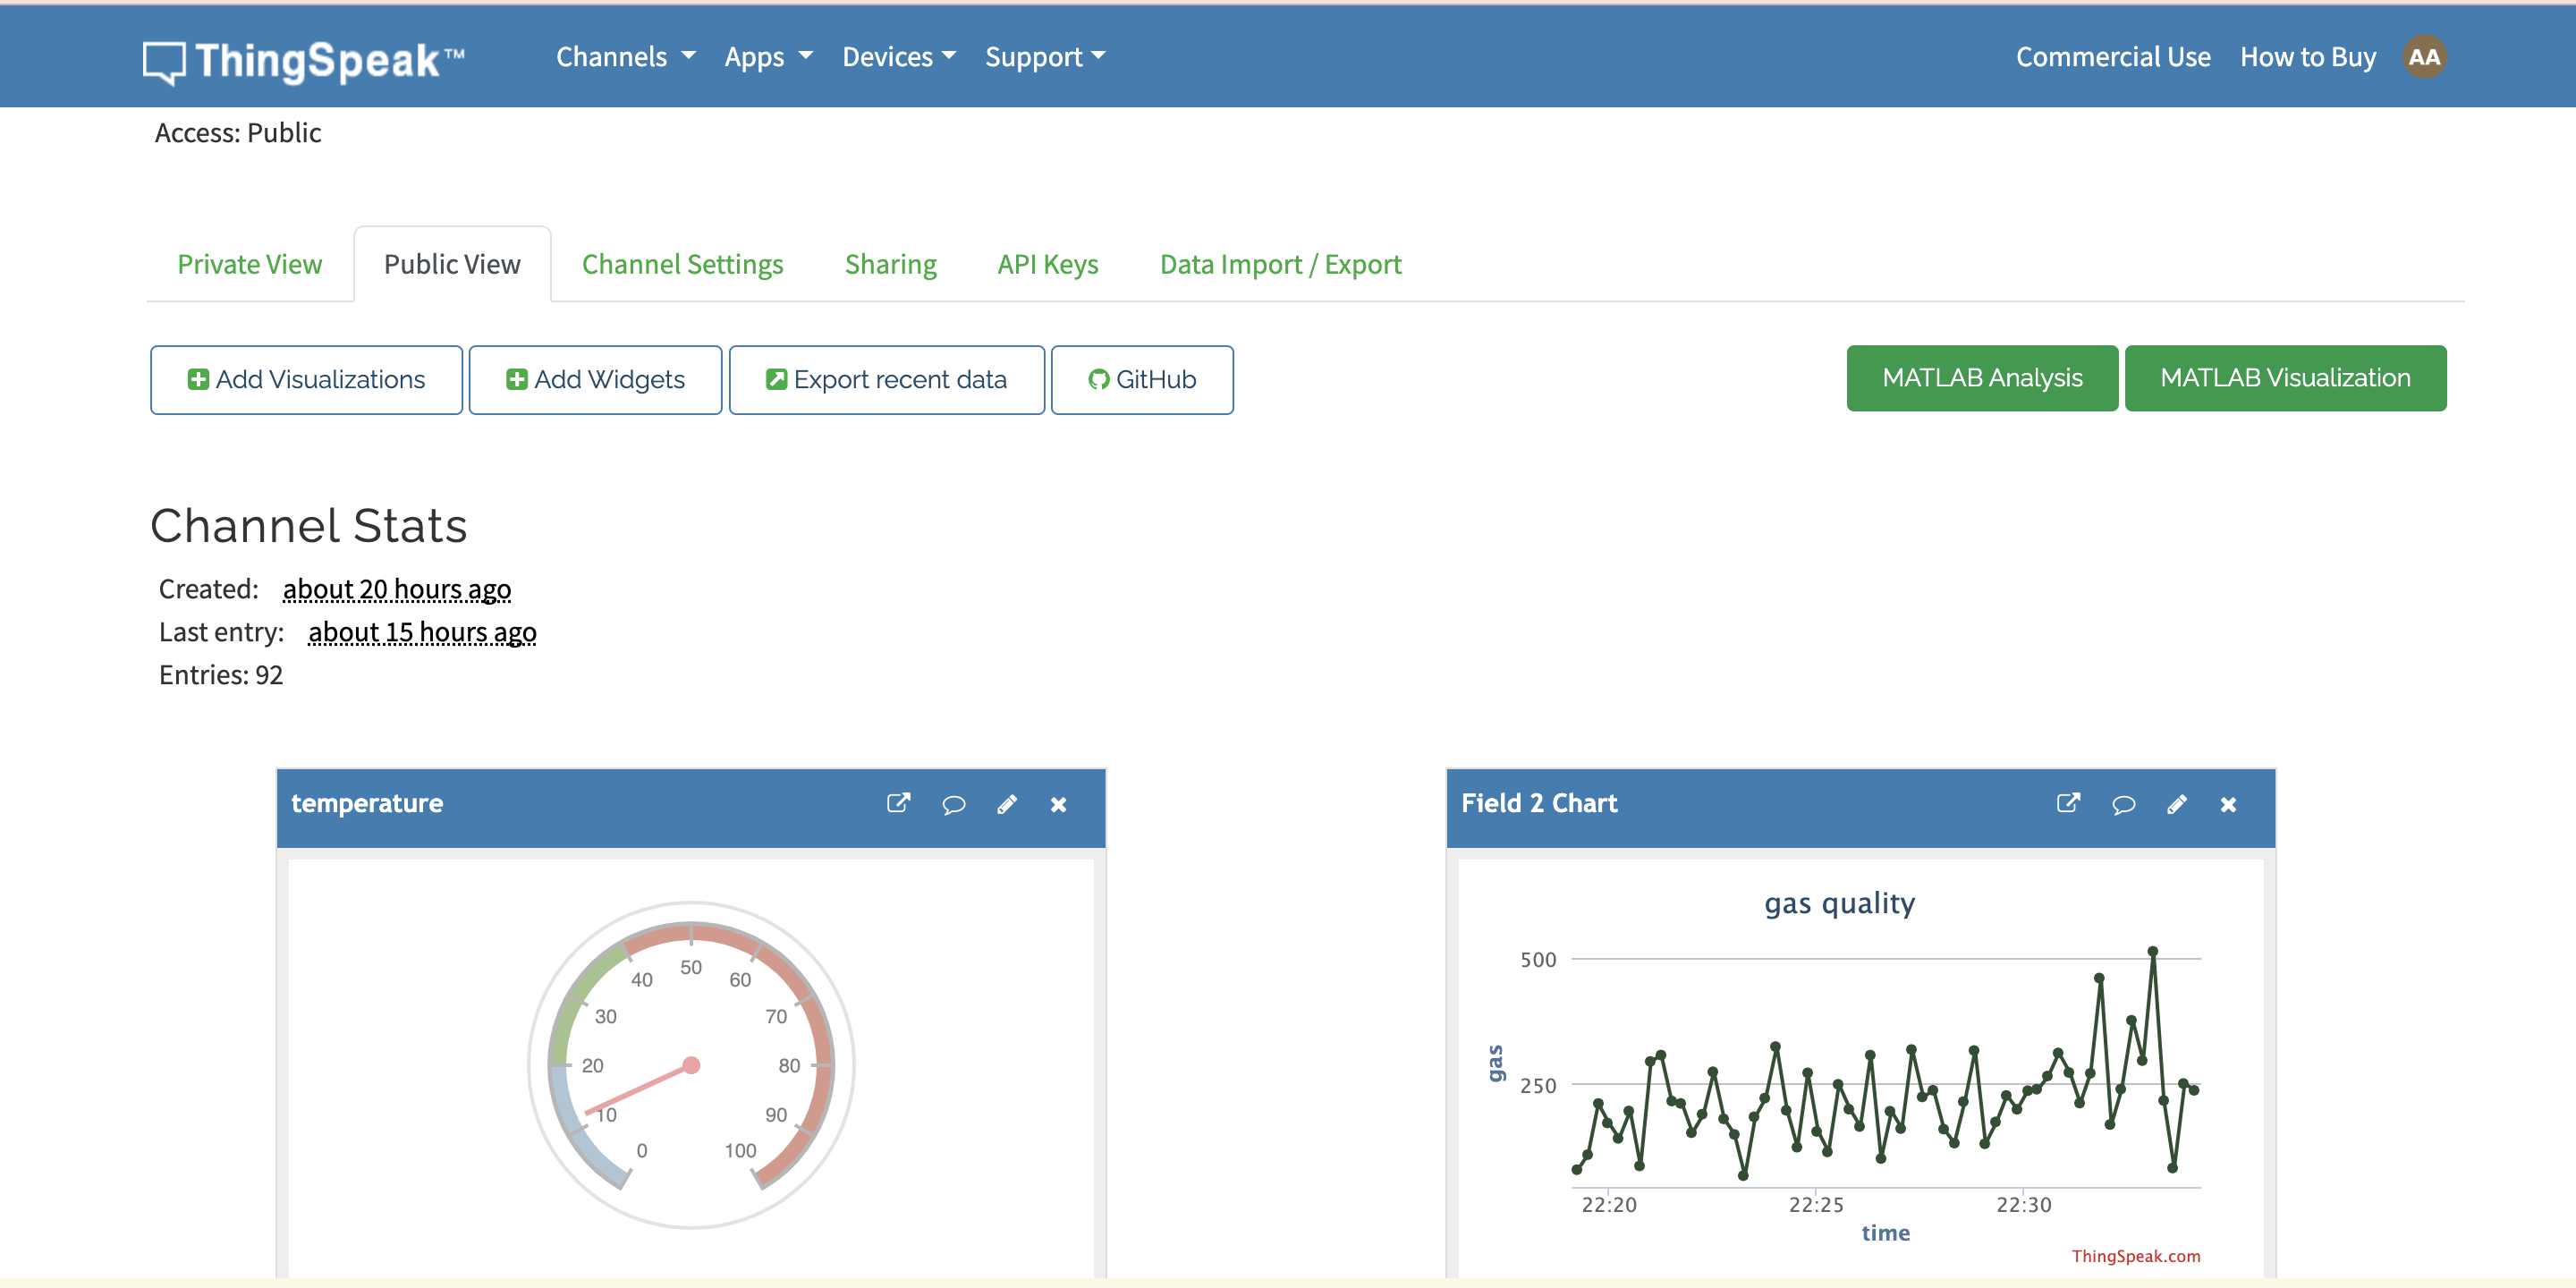 ThingSpeak™ Channels Apps Devices Support Commercial Use How to Buy AA
Access: Public
Private View Public View Channel Settings Sharing API Keys Data Import / Export
Add Visualizations Add Widgets Export recent data GitHub MATLAB Analysis MATLAB Visualization
Channel Stats
Created: about 20 hours ago
Last entry: about 15 hours ago
Entries: 92
temperature
0
10
20
30
40
50
60
70
80
90
100
Field 2 Chart
gas quality
500
250
gas
22:20 22:25 22:30
time
ThingSpeak.com